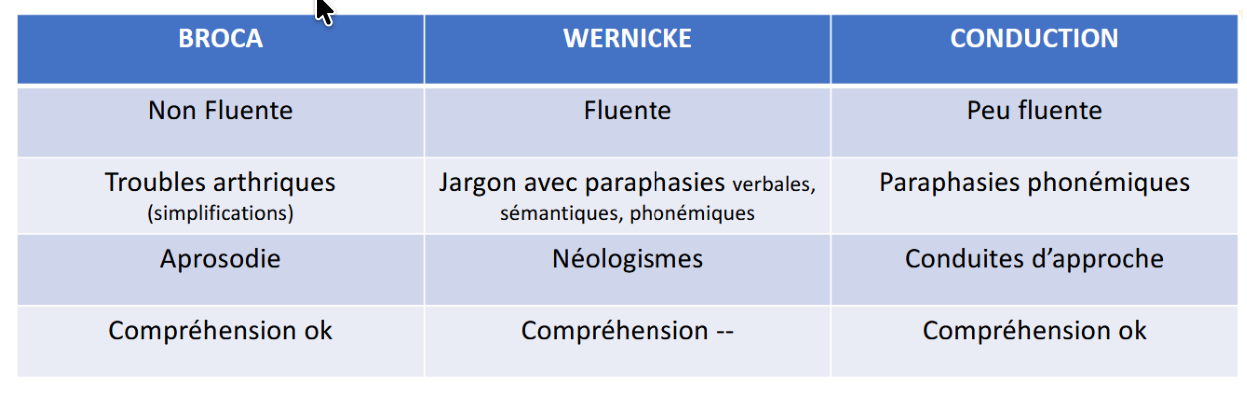 BROCA WERNICKE CONDUCTION
Non Fluente Fluente Peu fluente
Troubles arthriques Jargon avec paraphasies verbales, Paraphasies phonémiques
(simplifications) sémantiques, phonémiques
Aprosodie Néologismes Conduites d’approche
Compréhension ok Compréhension -- Compréhension ok